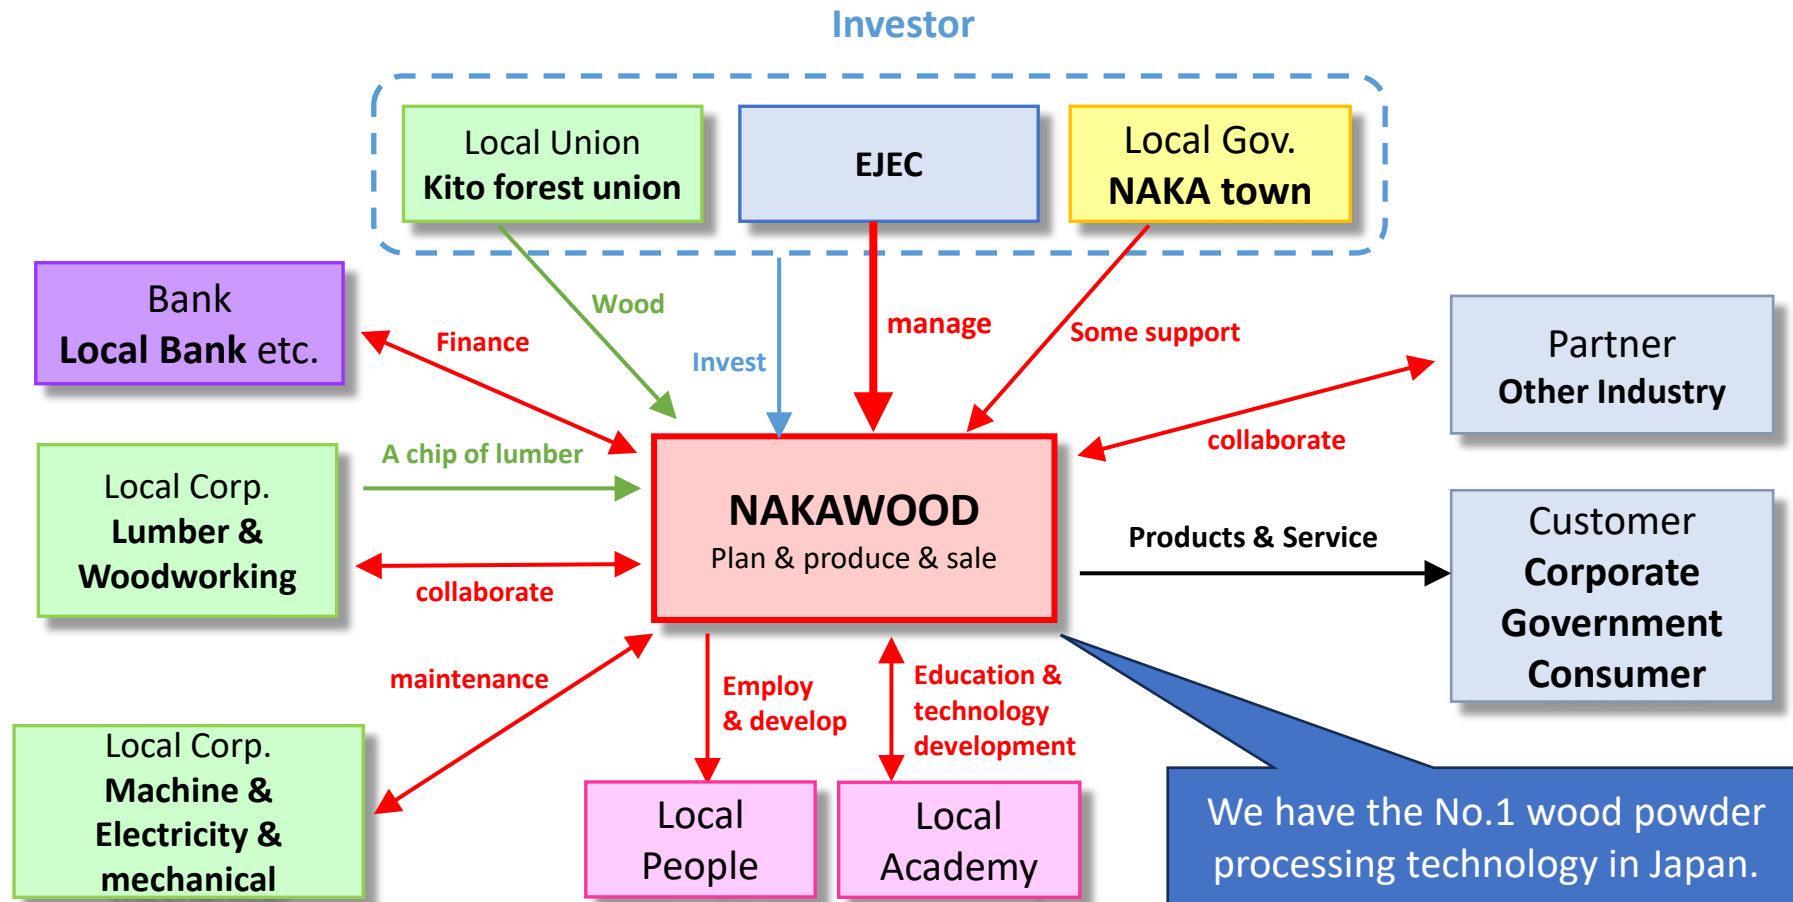 Investor
Local Union
Kito forest union
EJEC
Local Gov.
NAKA town
Bank
Local Bank etc.
Finance
Wood
Invest
manage
Some support
Partner
Other Industry
collaborate
A chip of lumber
Local Corp.
Lumber &
Woodworking
collaborate
NAKAWOOD
Plan & produce & sale
Products & Service
Customer
Corporate
Government
Consumer
maintenance
Employ
& develop
Education &
technology
development
Local Corp.
Machine &
Electricity &
mechanical
Local
People
Local
Academy
We have the No.1 wood powder
processing technology in Japan.